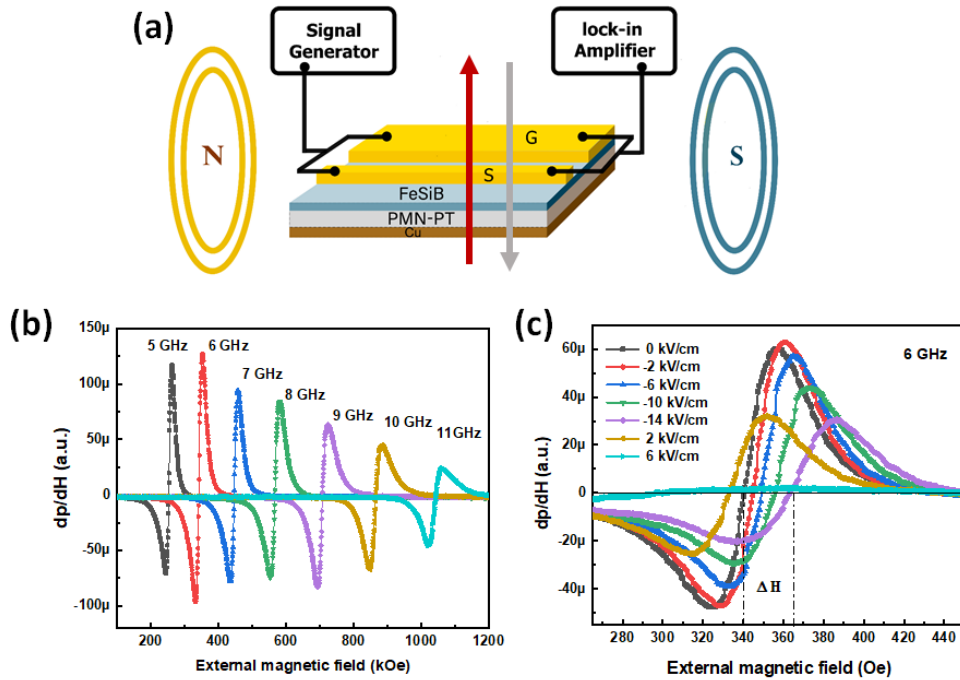 (a)
Signal
Generator
lock-in
Amplifier
N
S
G
S
FeSiB
PMN-PT
Cu
(b)
150µ
100µ
50µ
0
-50µ
-100µ
dp/dH (a.u.)
5 GHz
6 GHz
7 GHz
8 GHz
9 GHz
10 GHz
11GHz
200 400 600 800 1000 1200
External magnetic field (kOe)
(c)
60µ
40µ
20µ
0
-20µ
-40µ
dp/dH (a.u.)
0 kV/cm
-2 kV/cm
-6 kV/cm
-10 kV/cm
-14 kV/cm
2 kV/cm
6 kV/cm
6 GHz
Δ H
280 300 320 340 360 380 400 420 440
External magnetic field (Oe)